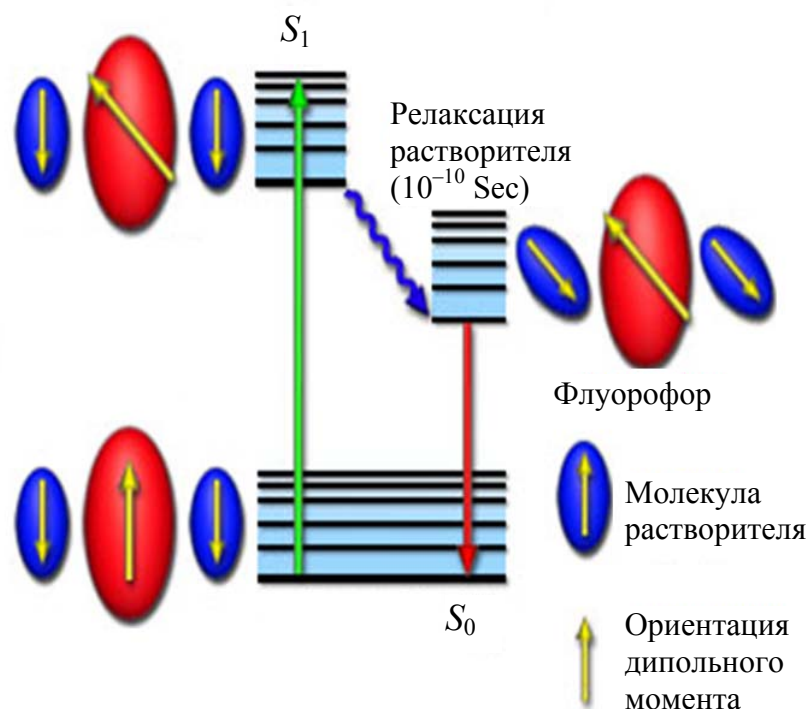 S₁
Релаксация
растворителя
(10⁻¹⁰ Sec)
Флуорофор
Молекула
растворителя
S₀
Ориентация
дипольного
момента